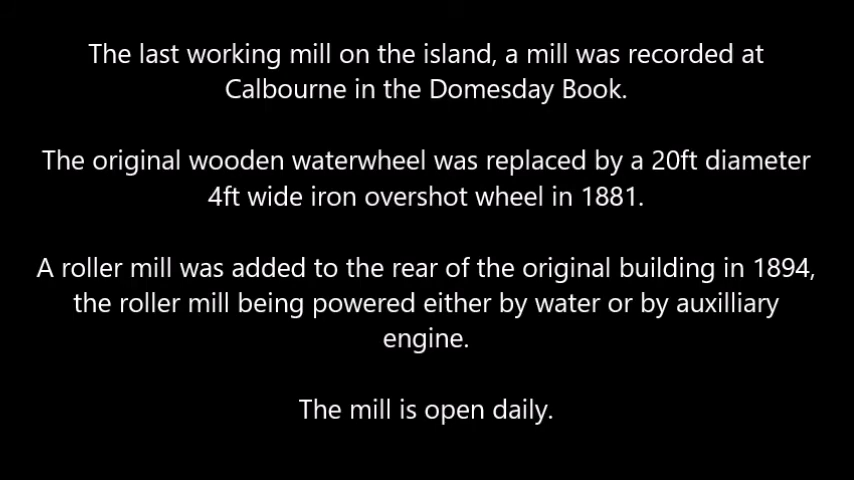 The last working mill on the island, a mill was recorded at
Calbourne in the Domesday Book.
The original wooden waterwheel was replaced by a 20ft diameter
4ft wide iron overshot wheel in 1881.
A roller mill was added to the rear of the original building in 1894,
the roller mill being powered either by water or by auxilliary
engine.
The mill is open daily.